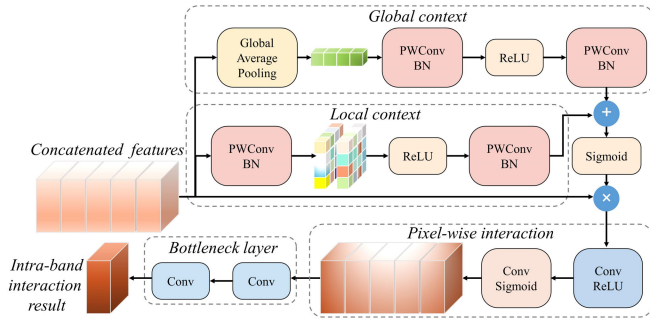 Global context
Global
Average
Pooling
PWConv
BN
ReLU
PWConv
BN
+
Local context
Concatenated features
PWConv
BN
ReLU
PWConv
BN
Sigmoid
×
Pixel-wise interaction
Bottleneck layer
Intra-band
interaction
result
Conv
Conv
Conv
Sigmoid
Conv
ReLU